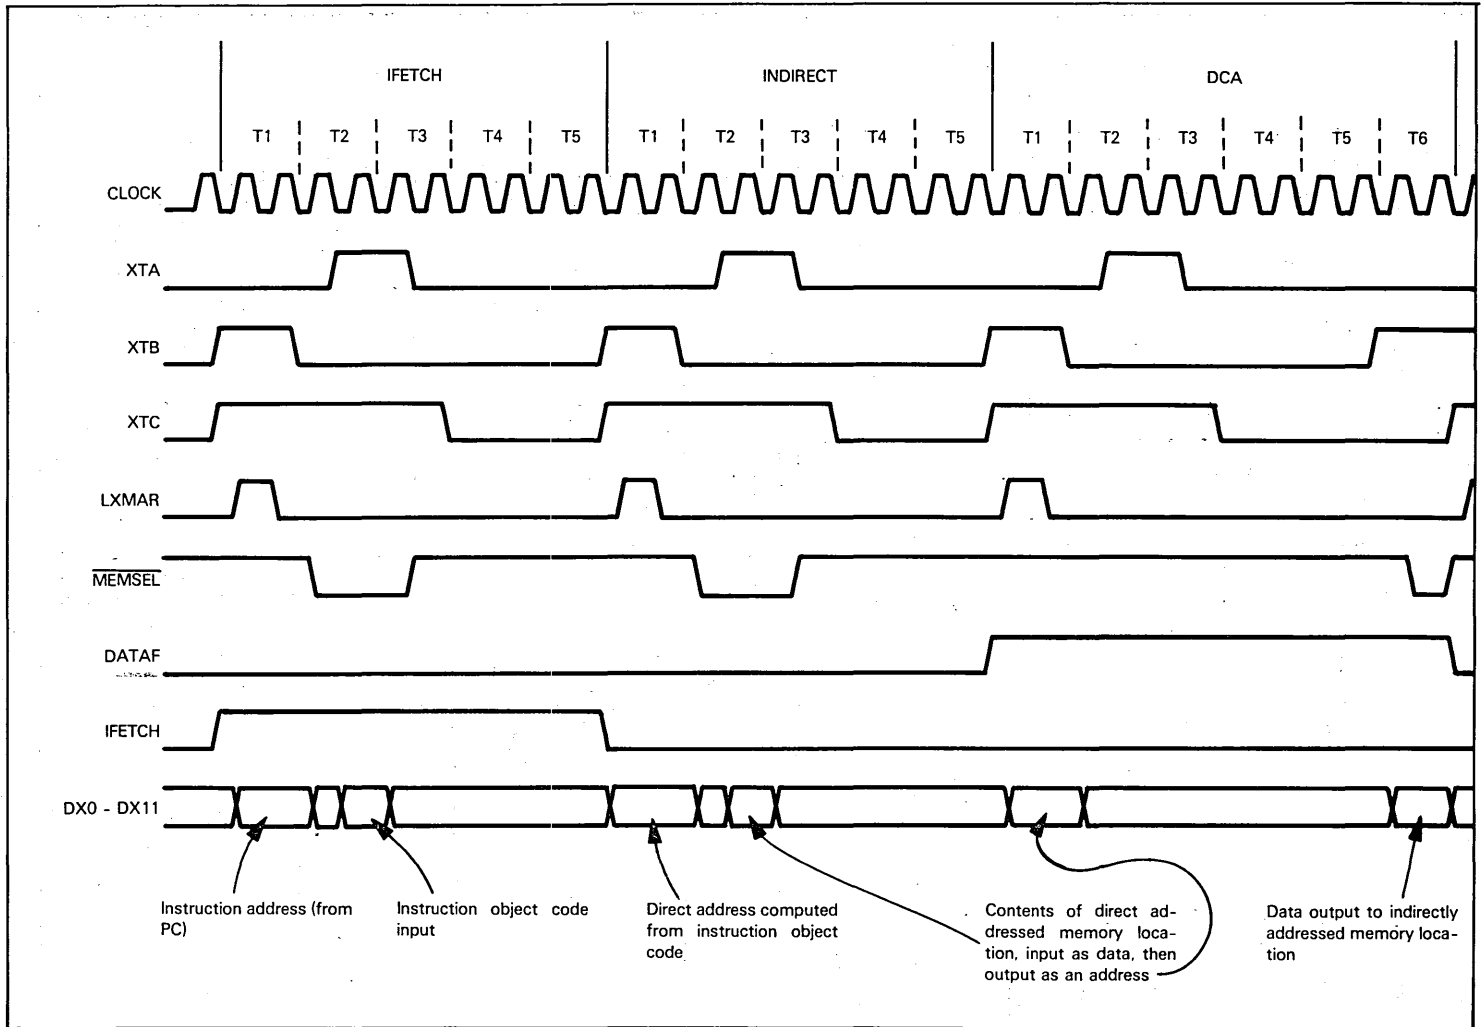 IFETCH INDIRECT DCA
T1 T2 T3 T4 T5 T1 T2 T3 T4 T5 T1 T2 T3 T4 T5 T6
CLOCK
XTA
XTB
XTC
LXMAR
MEMSEL
DATAF
IFETCH
DX0 - DX11
Instruction address (from
PC)
Instruction object code
input
Direct address computed
from instruction object
code
Contents of direct ad-
dressed memory loca-
tion, input as data, then
output as an address
Data output to indirectly
addressed memory loca-
tion